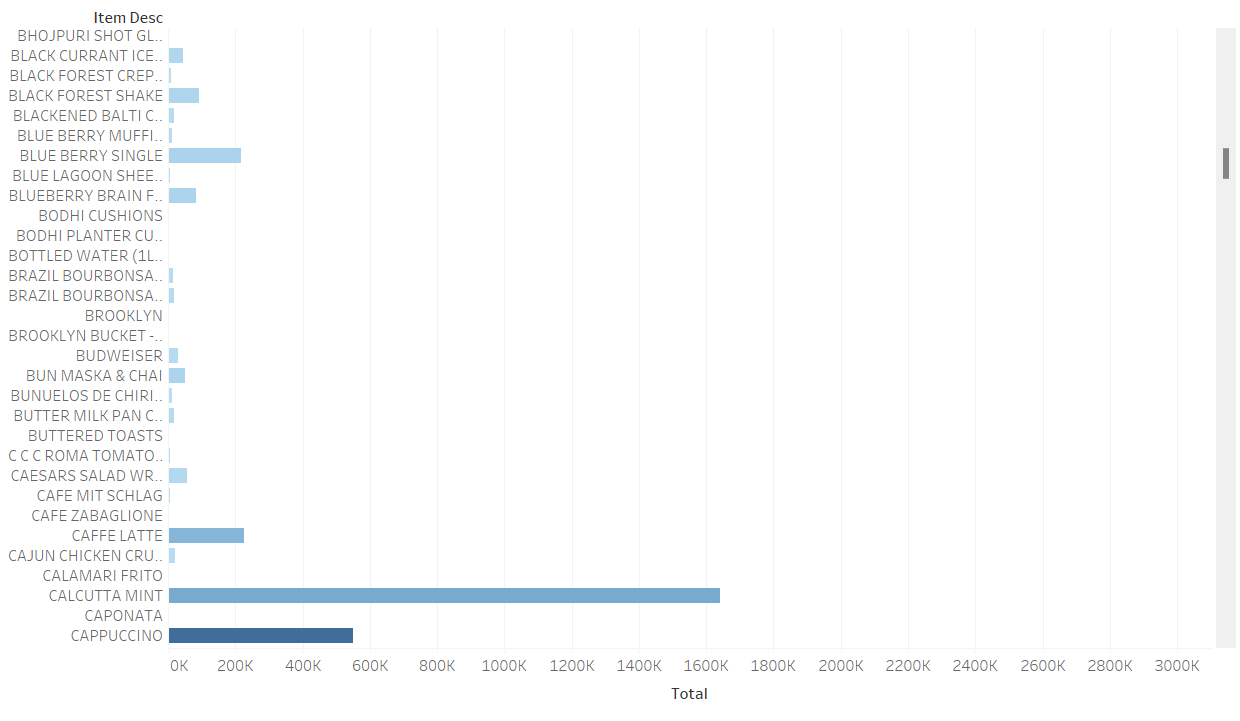 Item Desc
BHOJPURI SHOT GL..
BLACK CURRANT ICE..
BLACK FOREST CREP..
BLACK FOREST SHAKE
BLACKENED BALTI C..
BLUE BERRY MUFFI..
BLUE BERRY SINGLE
BLUE LAGOON SHEE..
BLUEBERRY BRAIN F..
BODHI CUSHIONS
BODHI PLANTER CU..
BOTTLED WATER (1L..
BRAZIL BOURBONSA..
BRAZIL BOURBONSA..
BROOKLYN
BROOKLYN BUCKET -..
BUDWEISER
BUN MASKA & CHAI
BUNUELOS DE CHIRI..
BUTTER MILK PAN C..
BUTTERED TOASTS
C C C ROMA TOMATO..
CAESARS SALAD WR..
CAFE MIT SCHLAG
CAFE ZABAGLIONE
CAFFE LATTE
CAJUN CHICKEN CRU..
CALAMARI FRITO
CALCUTTA MINT
CAPONATA
CAPPUCCINO
0K 200K 400K 600K 800K 1000K 1200K 1400K 1600K 1800K 2000K 2200K 2400K 2600K 2800K 3000K
Total